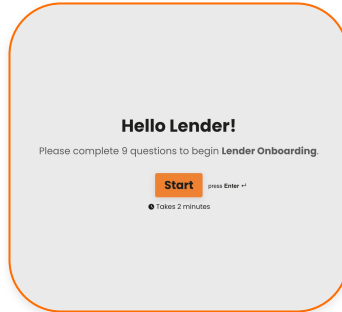 Hello Lender!
Please complete 9 questions to begin Lender Onboarding.
Start press Enter ↵
Takes 2 minutes